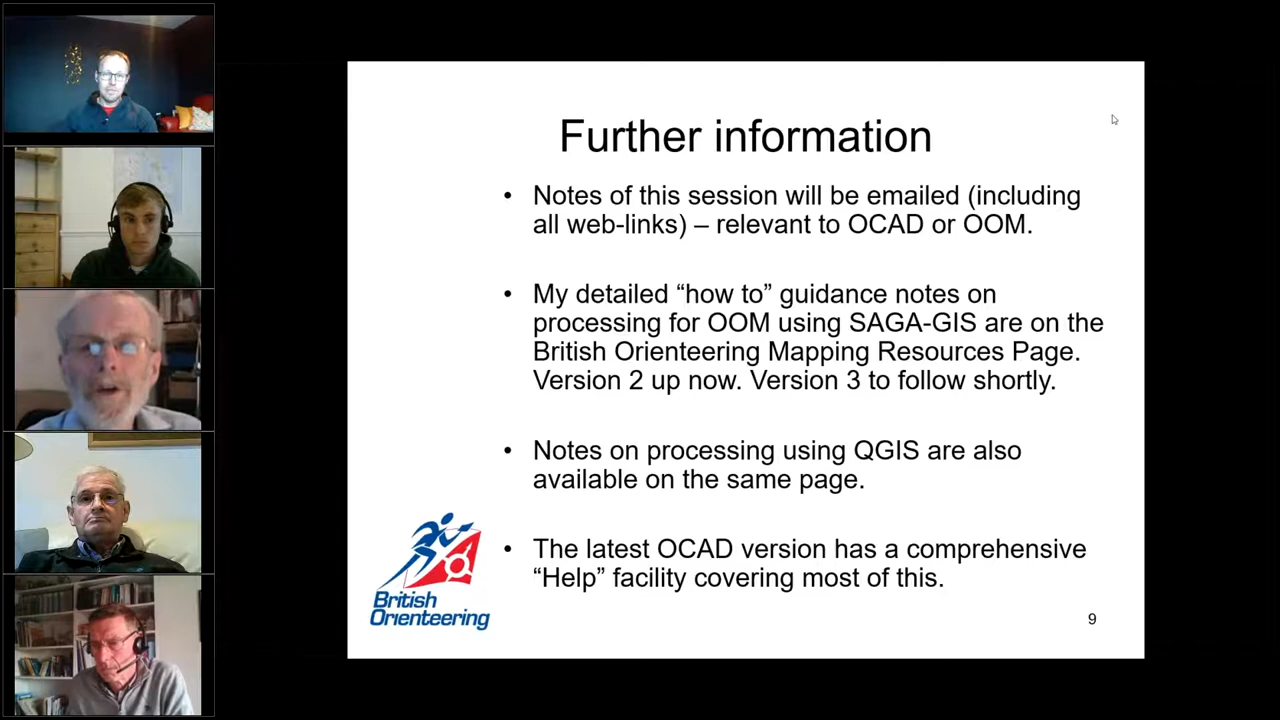 Further information
• Notes of this session will be emailed (including
all web-links) – relevant to OCAD or OOM.
• My detailed “how to” guidance notes on
processing for OOM using SAGA-GIS are on the
British Orienteering Mapping Resources Page.
Version 2 up now. Version 3 to follow shortly.
• Notes on processing using QGIS are also
available on the same page.
• The latest OCAD version has a comprehensive
“Help” facility covering most of this.
British
Orienteering
9